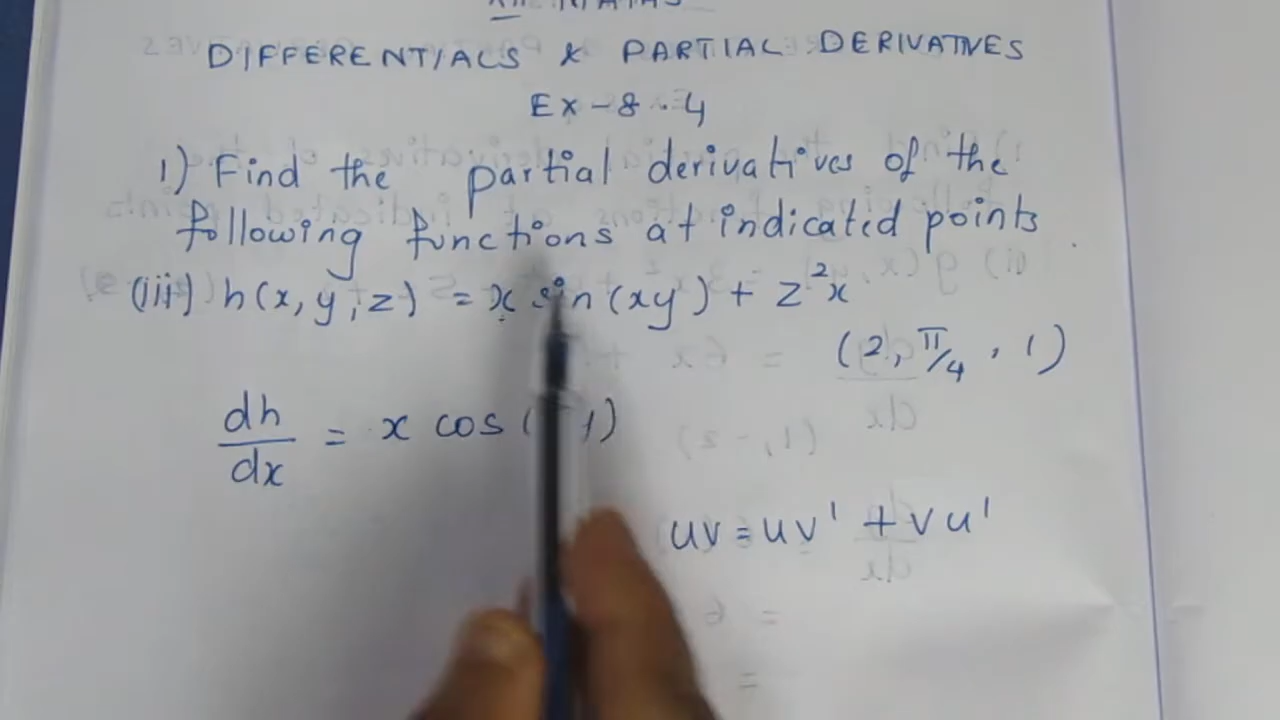 DIFFERENTIALS & PARTIAL DERIVATIVES
Ex-8.4
1) Find the partial derivatives of the
following functions at indicated points
(iii) h(x, y, z) = x sin(xy) + z²x
(2, π/4, 1)
dh/dx = x cos(
uv = uv' + vu'